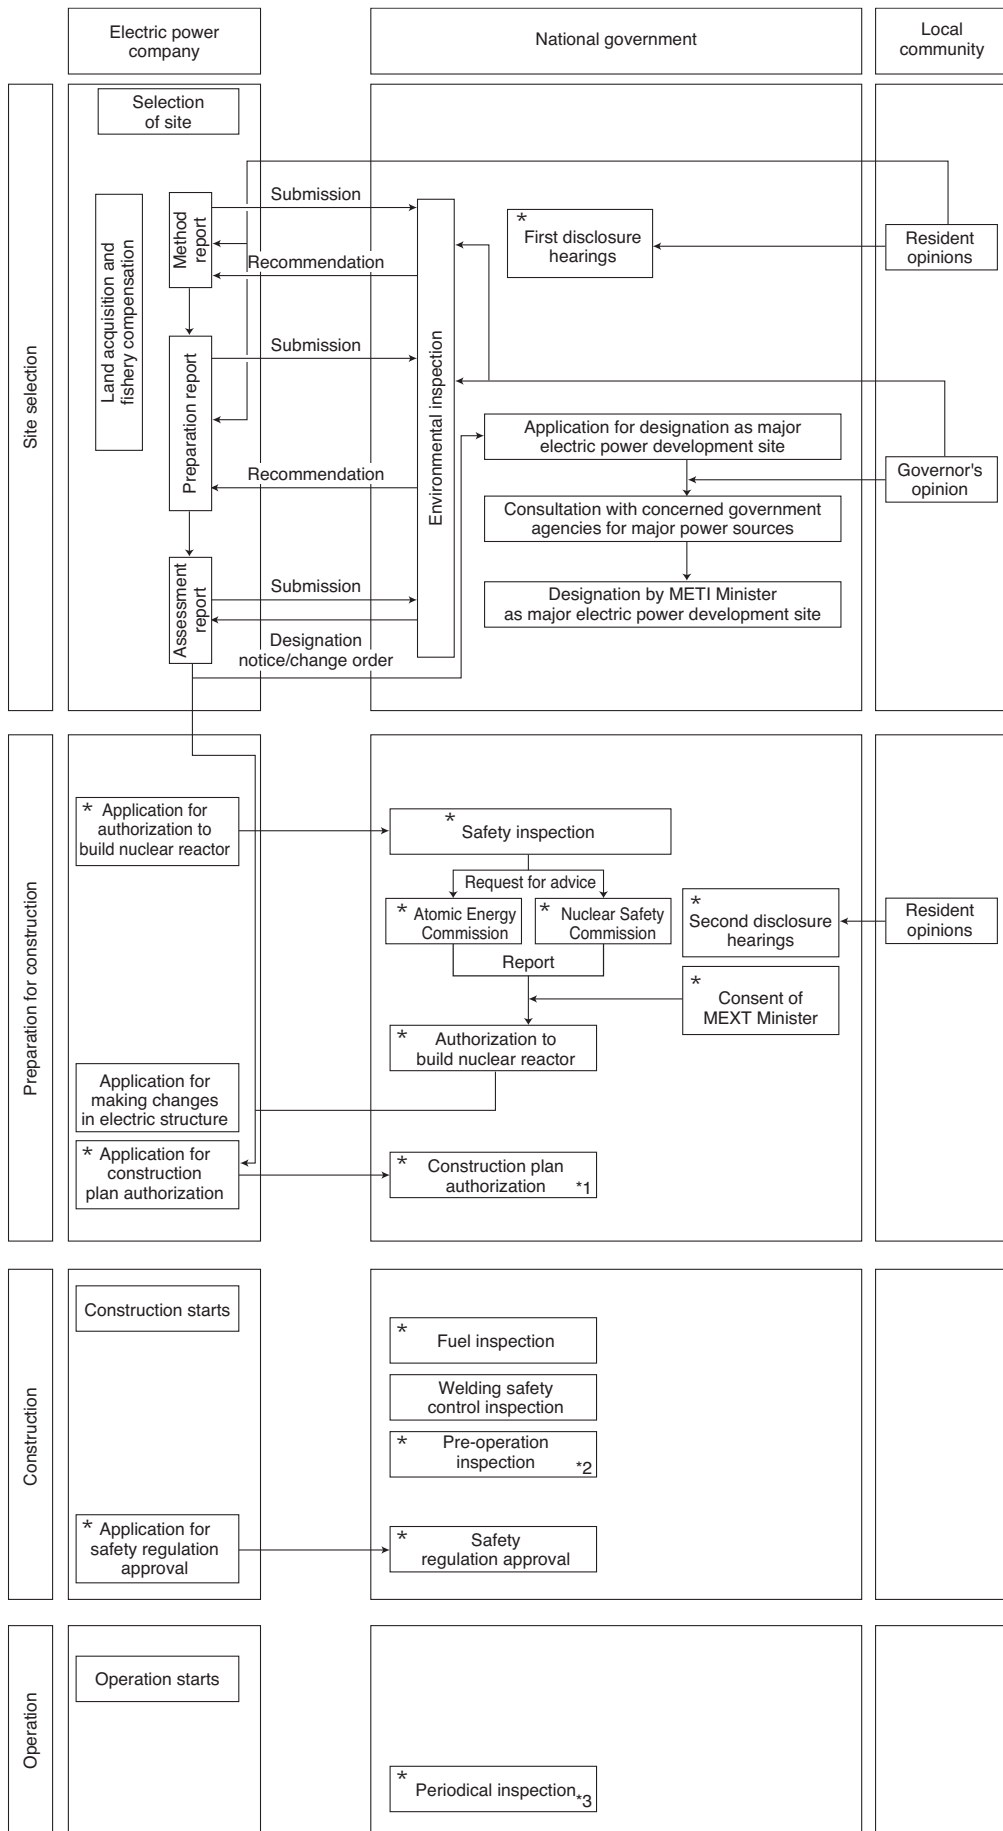 Electric power
company
National government
Local
community
Site selection
Selection
of site
Land acquisition and
fishery compensation
Method
report
Submission
Recommendation
Preparation report
Submission
Recommendation
Assessment
report
Submission
Designation
notice/change order
Environmental inspection
* First disclosure
hearings
Resident
opinions
Application for designation as major
electric power development site
Governor's
opinion
Consultation with concerned government
agencies for major power sources
Designation by METI Minister
as major electric power development site
Preparation for construction
* Application for
authorization to
build nuclear reactor
* Safety inspection
Request for advice
* Atomic Energy
Commission
* Nuclear Safety
Commission
Report
* Second disclosure
hearings
Resident
opinions
* Consent of
MEXT Minister
* Authorization to
build nuclear reactor
Application for
making changes
in electric structure
* Application for
construction
plan authorization
* Construction plan
authorization *1
Construction
Construction starts
* Fuel inspection
Welding safety
control inspection
* Pre-operation
inspection *2
* Application for
safety regulation
approval
* Safety
regulation approval
Operation
Operation starts
* Periodical inspection *3